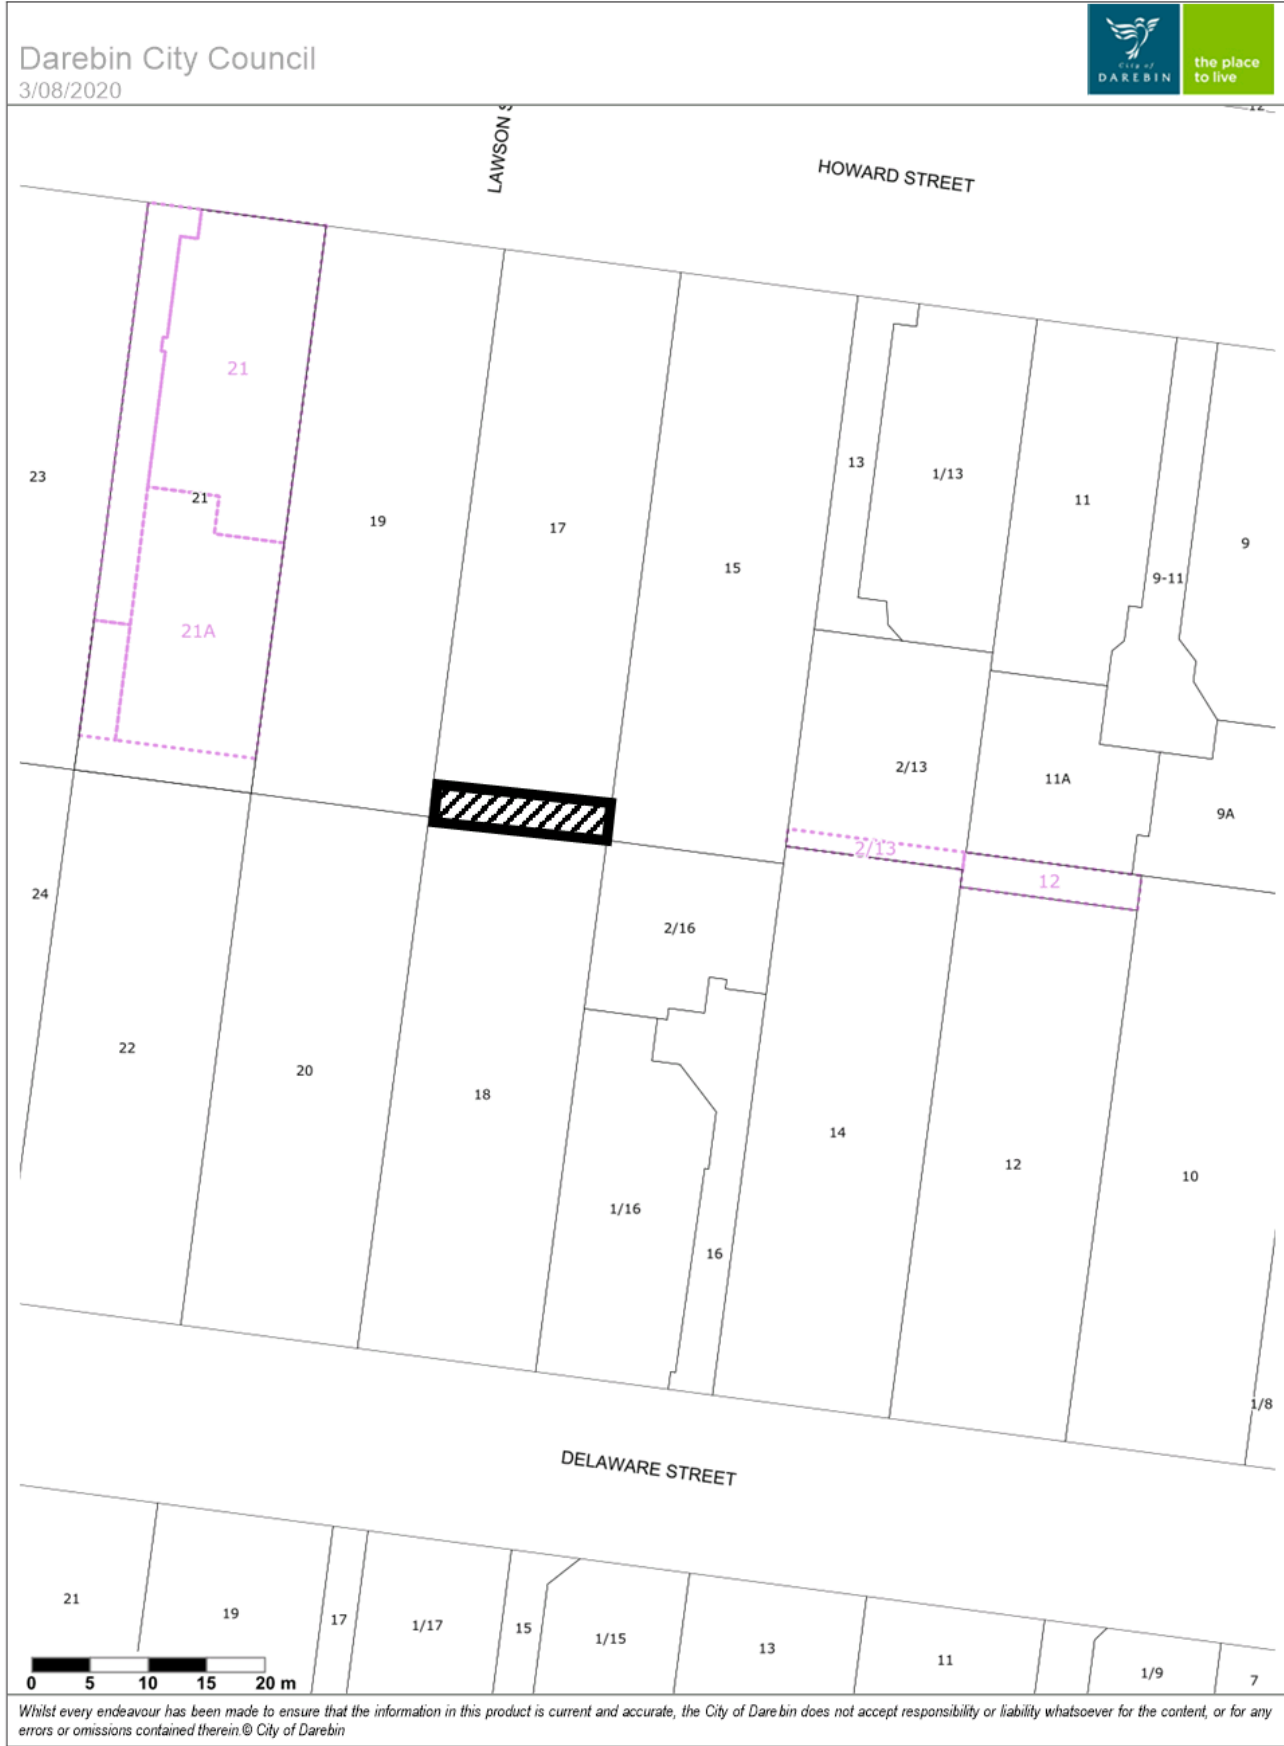 Darebin City Council
3/08/2020
City of
DAREBIN
the place
to live
12
LAWSON S
HOWARD STREET
21
23
21
19
17
15
13
1/13
11
9-11
9
21A
2/13
11A
9A
2/13
12
24
2/16
22
20
18
14
12
10
1/16
16
1/8
DELAWARE STREET
21
19
17
1/17
15
1/15
13
11
1/9
7
0 5 10 15 20 m
Whilst every endeavour has been made to ensure that the information in this product is current and accurate, the City of Darebin does not accept responsibility or liability whatsoever for the content, or for any
errors or omissions contained therein.© City of Darebin